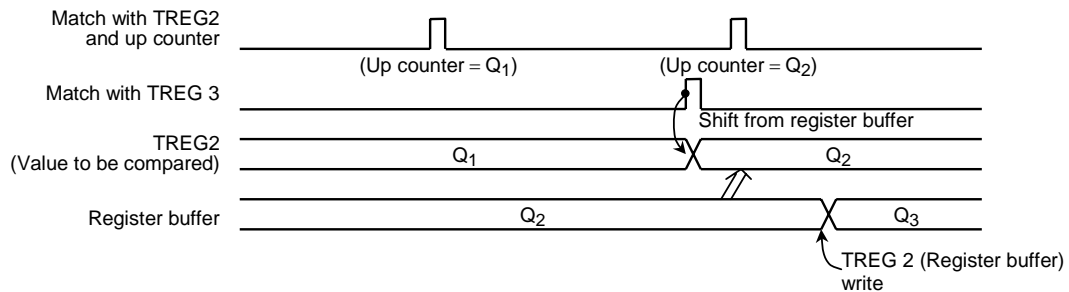 Match with TREG2
and up counter
(Up counter = Q1)
(Up counter = Q2)
Match with TREG 3
Shift from register buffer
TREG2
(Value to be compared)
Q1
Q2
Register buffer
Q2
Q3
TREG 2 (Register buffer)
write